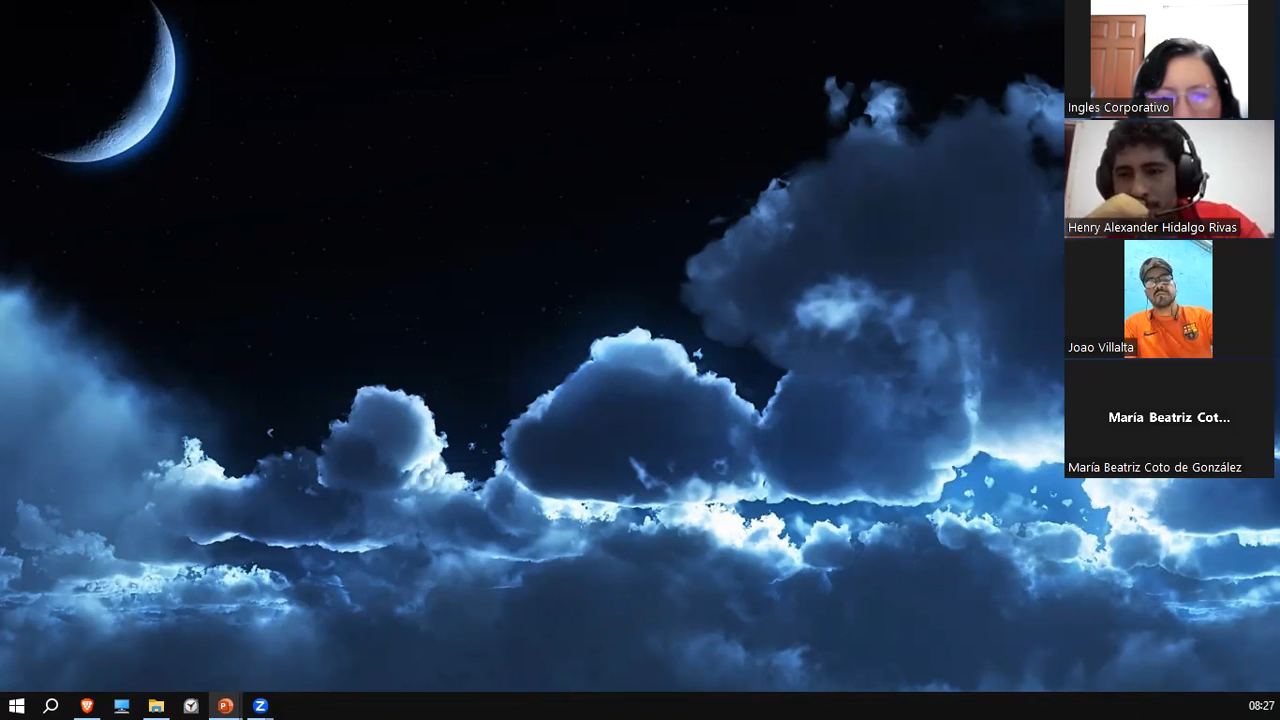 Ingles Corporativo
Henry Alexander Hidalgo Rivas
Joao Villalta
María Beatriz Cot...
María Beatriz Coto de González
08:27